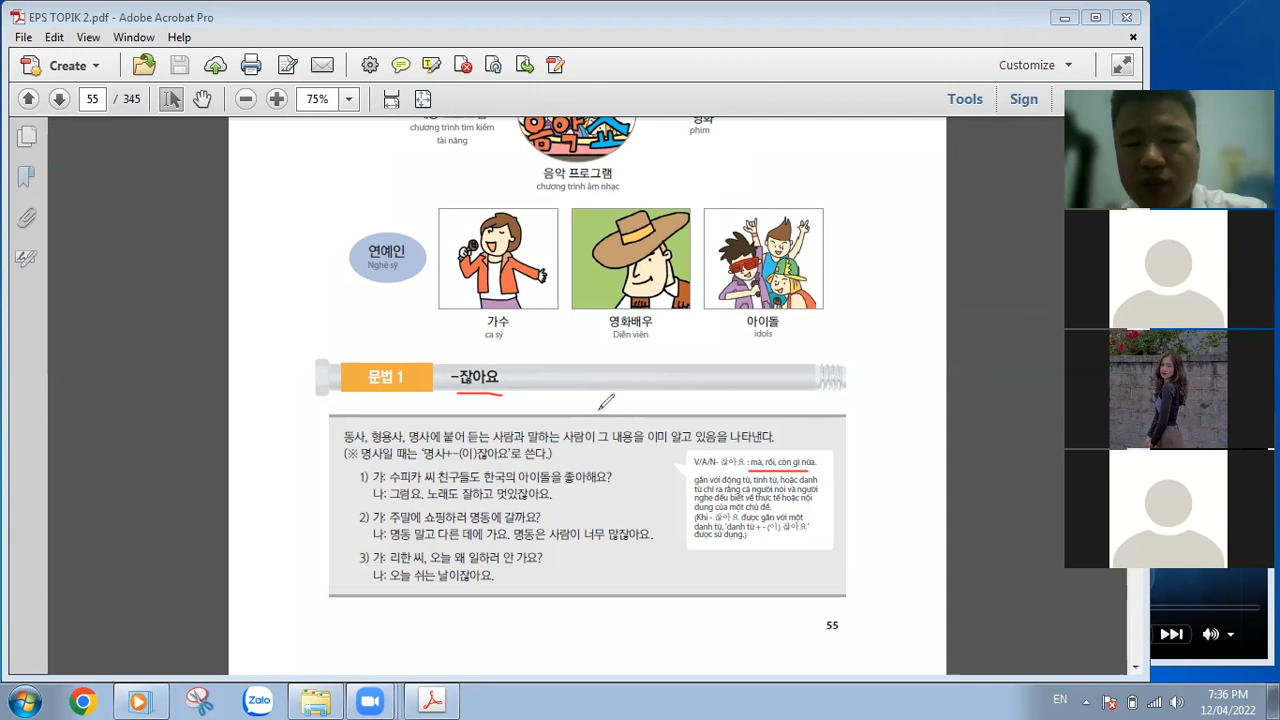 EPS TOPIK 2.pdf - Adobe Acrobat Pro
File Edit View Window Help
Create
Customize
55 / 345
75%
Tools Sign
chương trình tìm kiếm
tài năng
영화
phim
음악 쇼
음악 프로그램
chương trình âm nhạc
연예인
Nghệ sỹ
가수
ca sỹ
영화배우
Diễn viên
아이돌
idols
문법 1
–잖아요
동사, 형용사, 명사에 붙어 듣는 사람과 말하는 사람이 그 내용을 이미 알고 있음을 나타낸다.
(※ 명사일 때는 '명사+–(이)잖아요'로 쓴다.)
1) 가: 수피카 씨 친구들도 한국의 아이돌을 좋아해요?
나: 그럼요. 노래도 잘하고 멋있잖아요.
2) 가: 주말에 쇼핑하러 명동에 갈까요?
나: 명동 말고 다른 데에 가요. 명동은 사람이 너무 많잖아요.
3) 가: 리한 씨, 오늘 왜 일하러 안 가요?
나: 오늘 쉬는 날이잖아요.
V/A/N- 잖아요 : mà, rồi, còn gì nữa.
gắn với động từ, tính từ, hoặc danh
từ chỉ ra rằng cả người nói và người
nghe đều biết về thực tế hoặc nội
dung của một chủ đề.
(Khi - 잖아요 được gắn với một
danh từ, 'danh từ + - (이) 잖아요'
được sử dụng.)
55
Zalo
EN
7:36 PM
12/04/2022